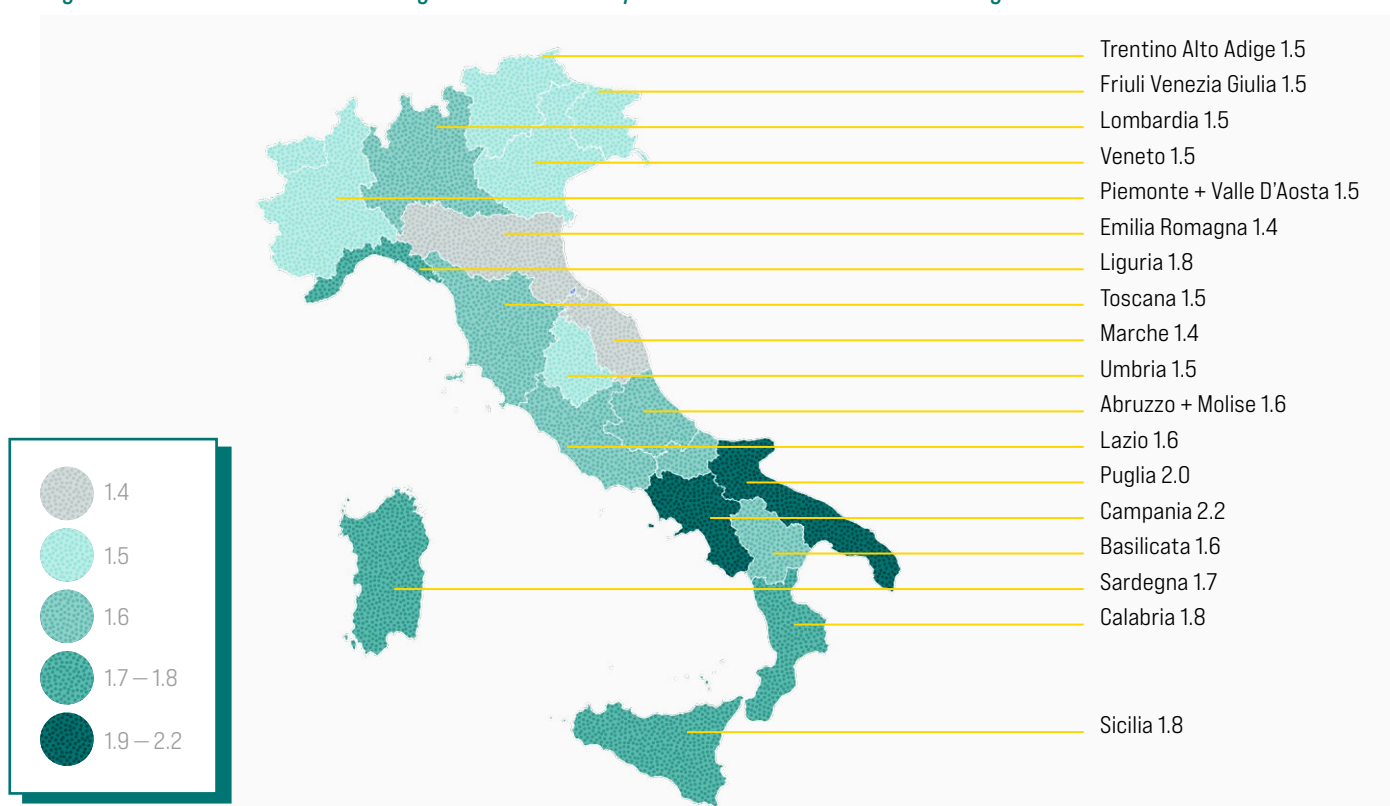 Trentino Alto Adige 1.5
Friuli Venezia Giulia 1.5
Lombardia 1.5
Veneto 1.5
Piemonte + Valle D’Aosta 1.5
Emilia Romagna 1.4
Liguria 1.8
Toscana 1.5
Marche 1.4
Umbria 1.5
Abruzzo + Molise 1.6
Lazio 1.6
Puglia 2.0
Campania 2.2
Basilicata 1.6
Sardegna 1.7
Calabria 1.8
Sicilia 1.8
1.4
1.5
1.6
1.7 – 1.8
1.9 – 2.2